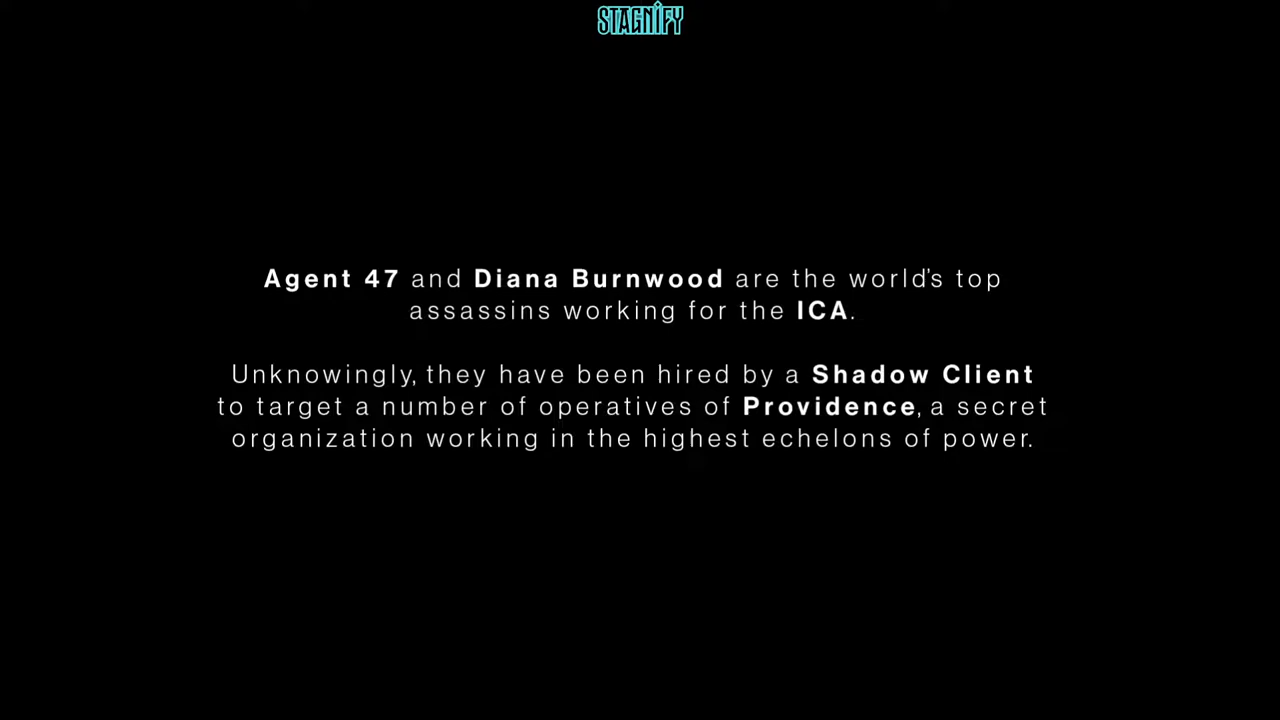 STAGNIFY
Agent 47 and Diana Burnwood are the world's top
assassins working for the ICA.
Unknowingly, they have been hired by a Shadow Client
to target a number of operatives of Providence, a secret
organization working in the highest echelons of power.